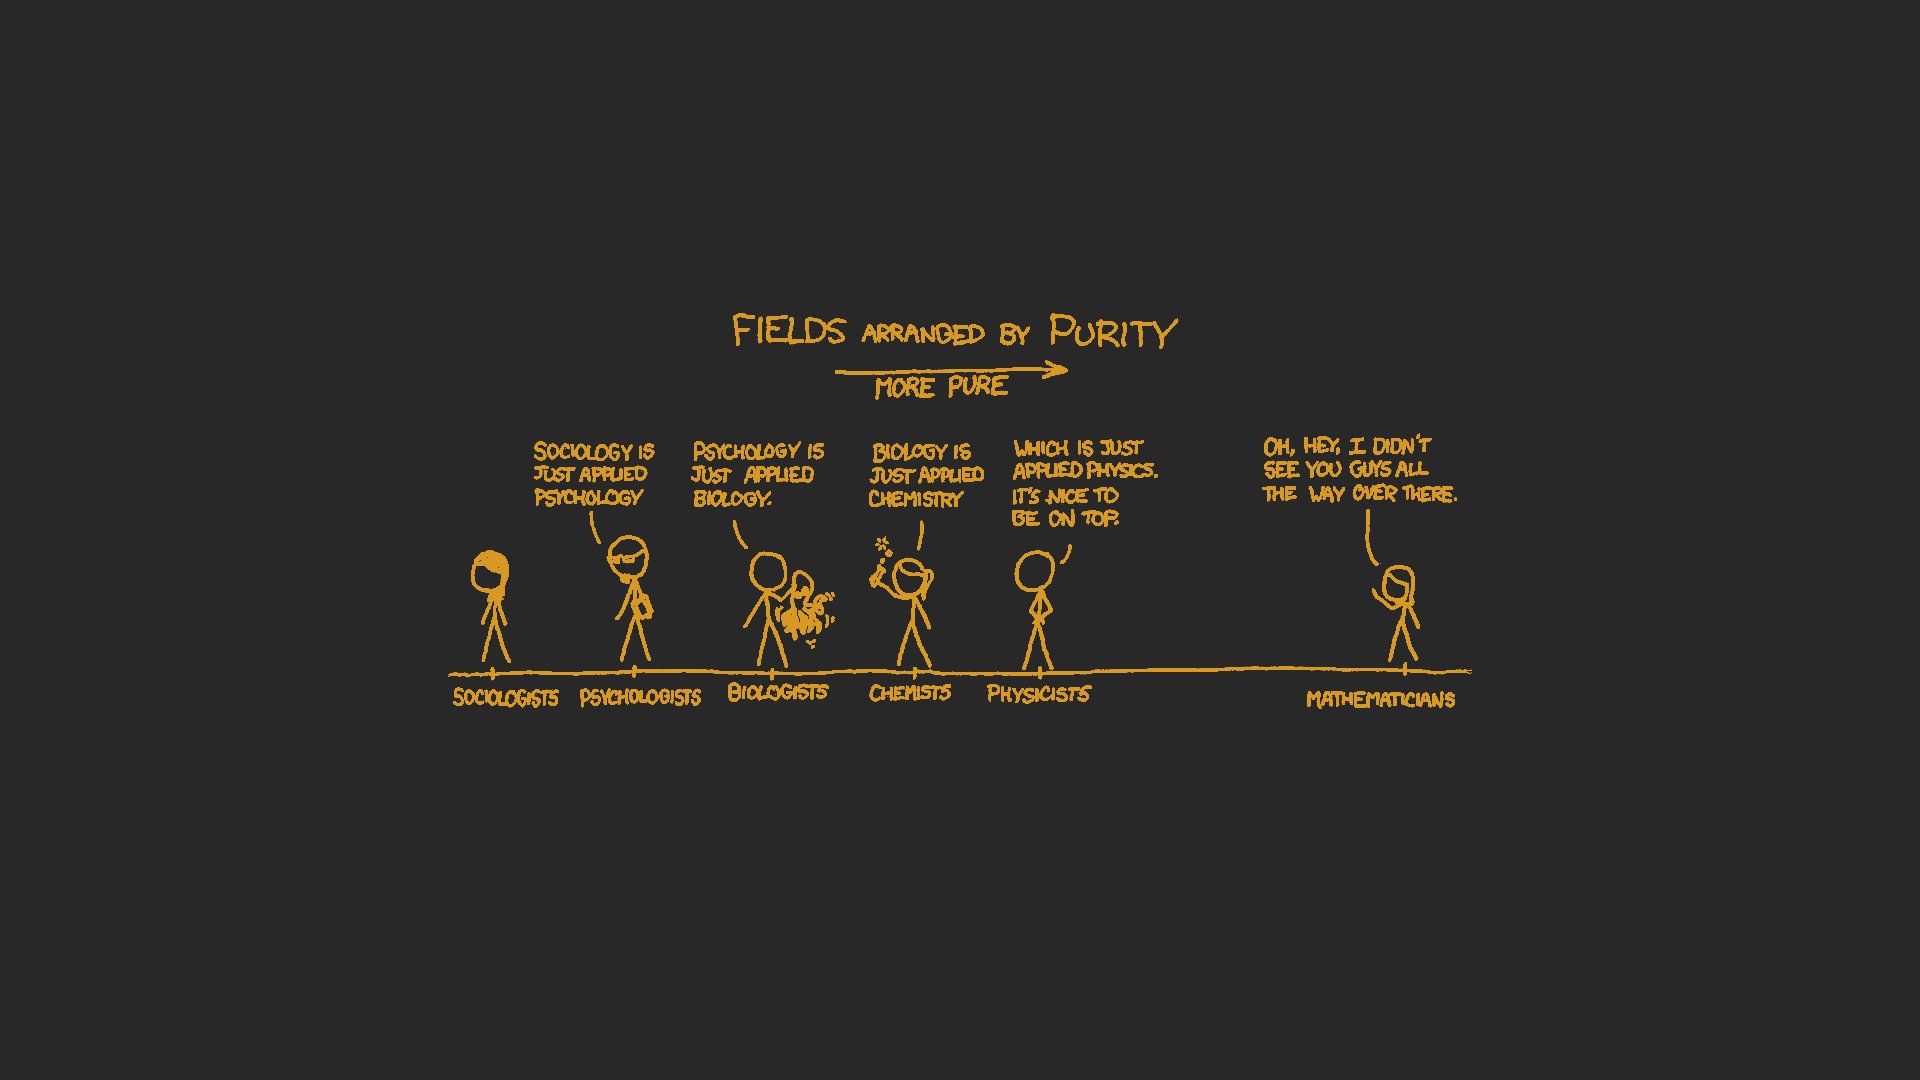 FIELDS ARRANGED BY PURITY
MORE PURE
SOCIOLOGY IS
JUST APPLIED
PSYCHOLOGY
PSYCHOLOGY IS
JUST APPLIED
BIOLOGY.
BIOLOGY IS
JUST APPLIED
CHEMISTRY
WHICH IS JUST
APPLIED PHYSICS.
IT'S NICE TO
BE ON TOP.
OH, HEY, I DIDN'T
SEE YOU GUYS ALL
THE WAY OVER THERE.
SOCIOLOGISTS
PSYCHOLOGISTS
BIOLOGISTS
CHEMISTS
PHYSICISTS
MATHEMATICIANS